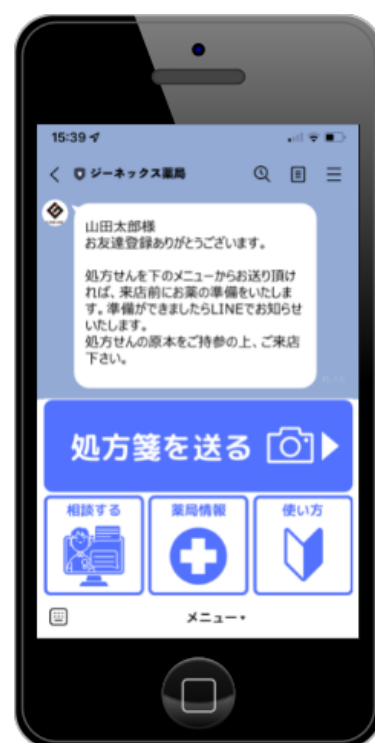 15:39
ジーネックス薬局
山田太郎様
お友達登録ありがとうございます。
処方せんを下のメニューからお送り頂け
れば、来店前にお薬の準備をいたしま
す。準備ができましたらLINEでお知らせ
いたします。
処方せんの原本をご持参の上、ご来店
下さい。
処方箋を送る
相談する
薬局情報
使い方
メニュー